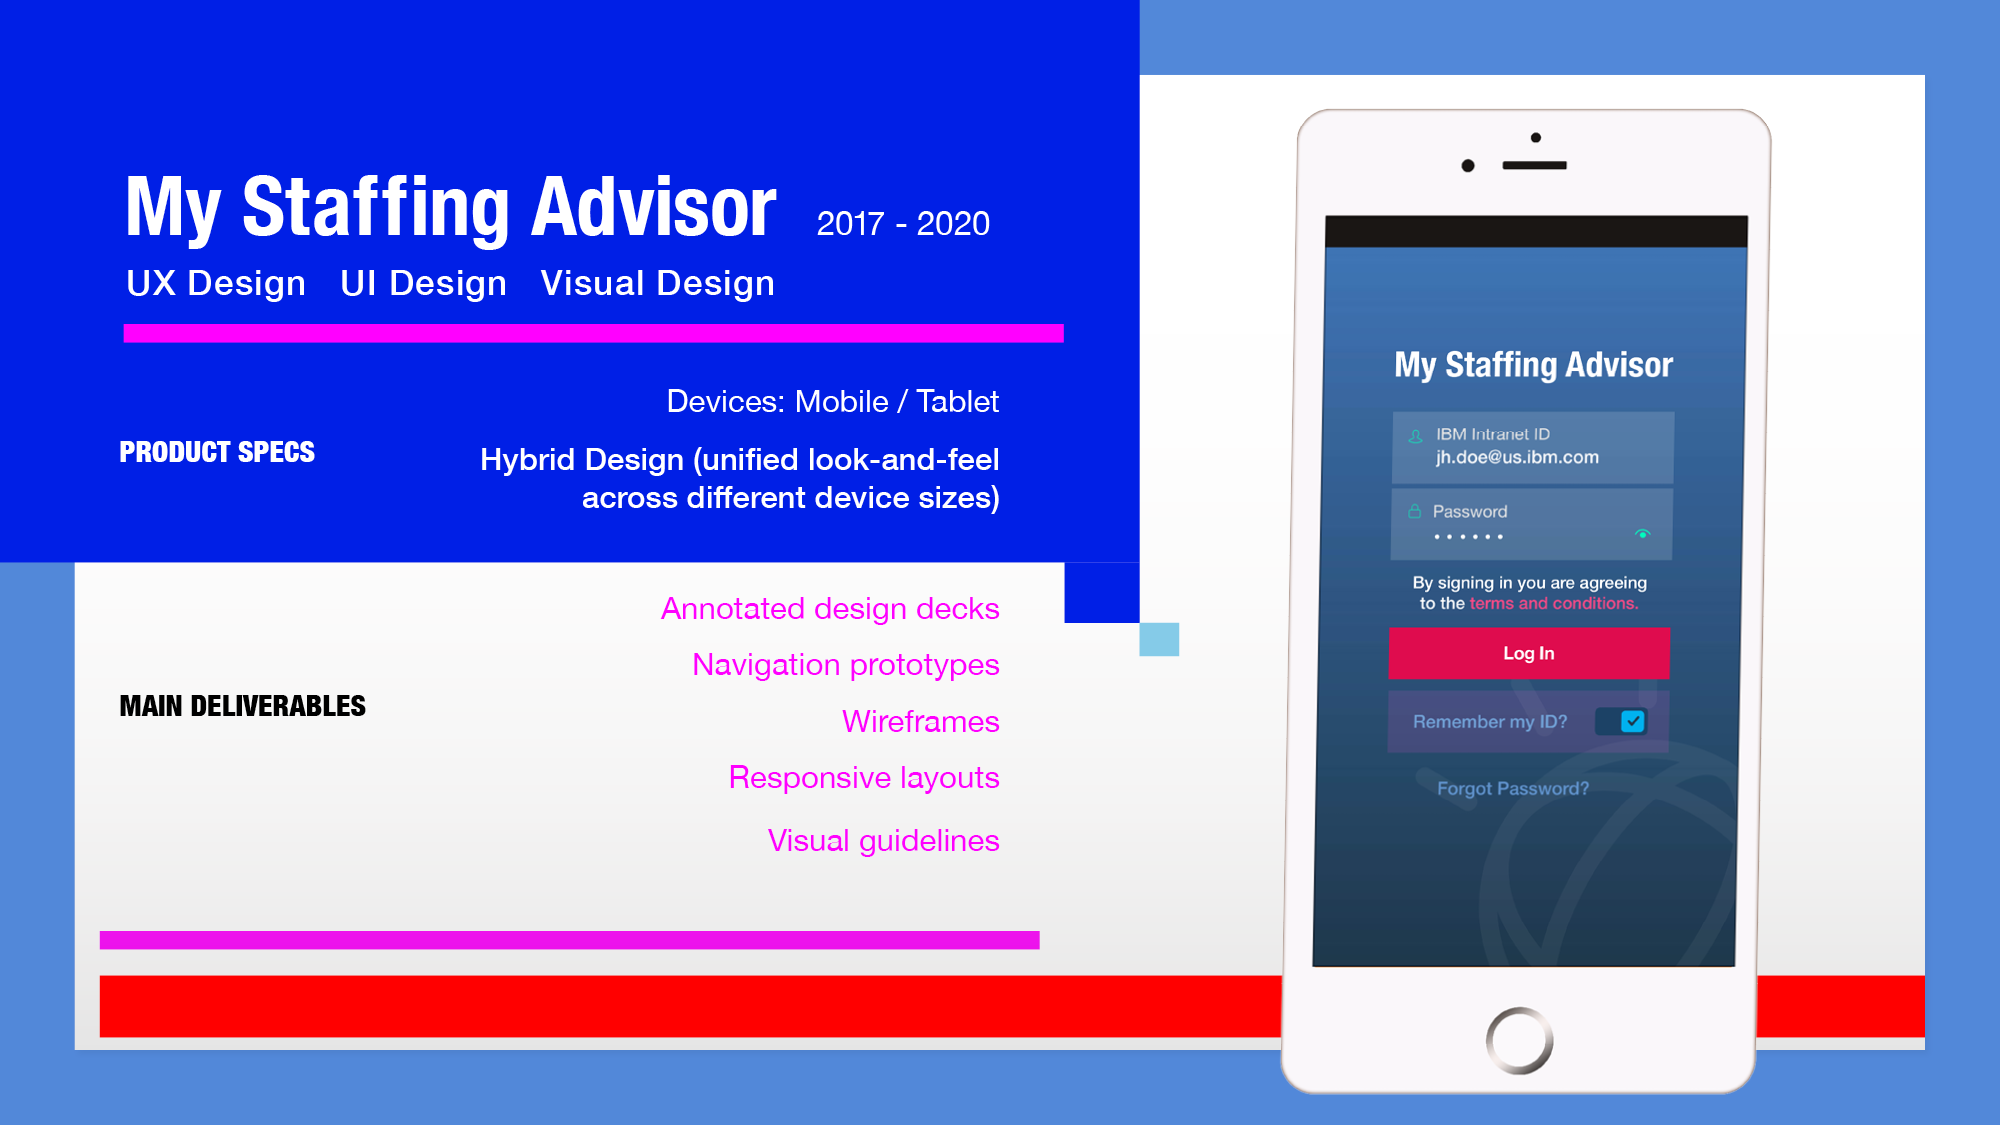 My Staffing Advisor 2017 - 2020
UX Design UI Design Visual Design
PRODUCT SPECS
Devices: Mobile / Tablet
Hybrid Design (unified look-and-feel
across different device sizes)
MAIN DELIVERABLES
Annotated design decks
Navigation prototypes
Wireframes
Responsive layouts
Visual guidelines
My Staffing Advisor
IBM Intranet ID
jh.doe@us.ibm.com
Password
••••••
By signing in you are agreeing
to the terms and conditions.
Log In
Remember my ID?
Forgot Password?